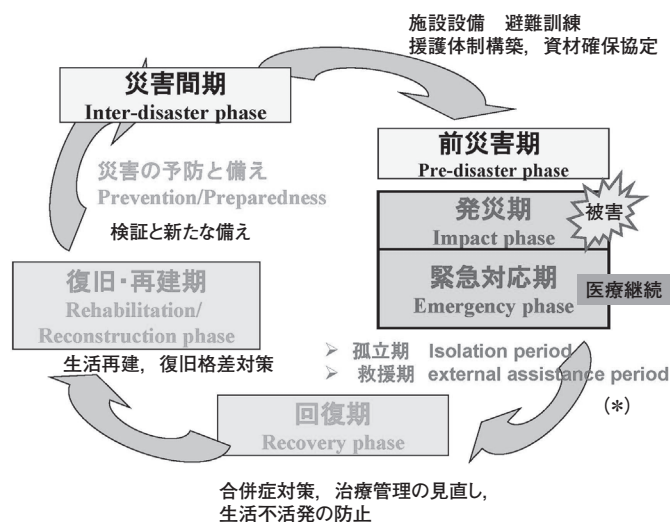 施設設備 避難訓練
援護体制構築，資材確保協定
災害間期
Inter-disaster phase
前災害期
Pre-disaster phase
災害の予防と備え
Prevention/Preparedness
検証と新たな備え
発災期
Impact phase
被害
緊急対応期
Emergency phase
医療継続
復旧・再建期
Rehabilitation/
Reconstruction phase
生活再建，復旧格差対策
➢ 孤立期 Isolation period
➢ 救援期 external assistance period
(*)
回復期
Recovery phase
合併症対策，治療管理の見直し，
生活不活発の防止